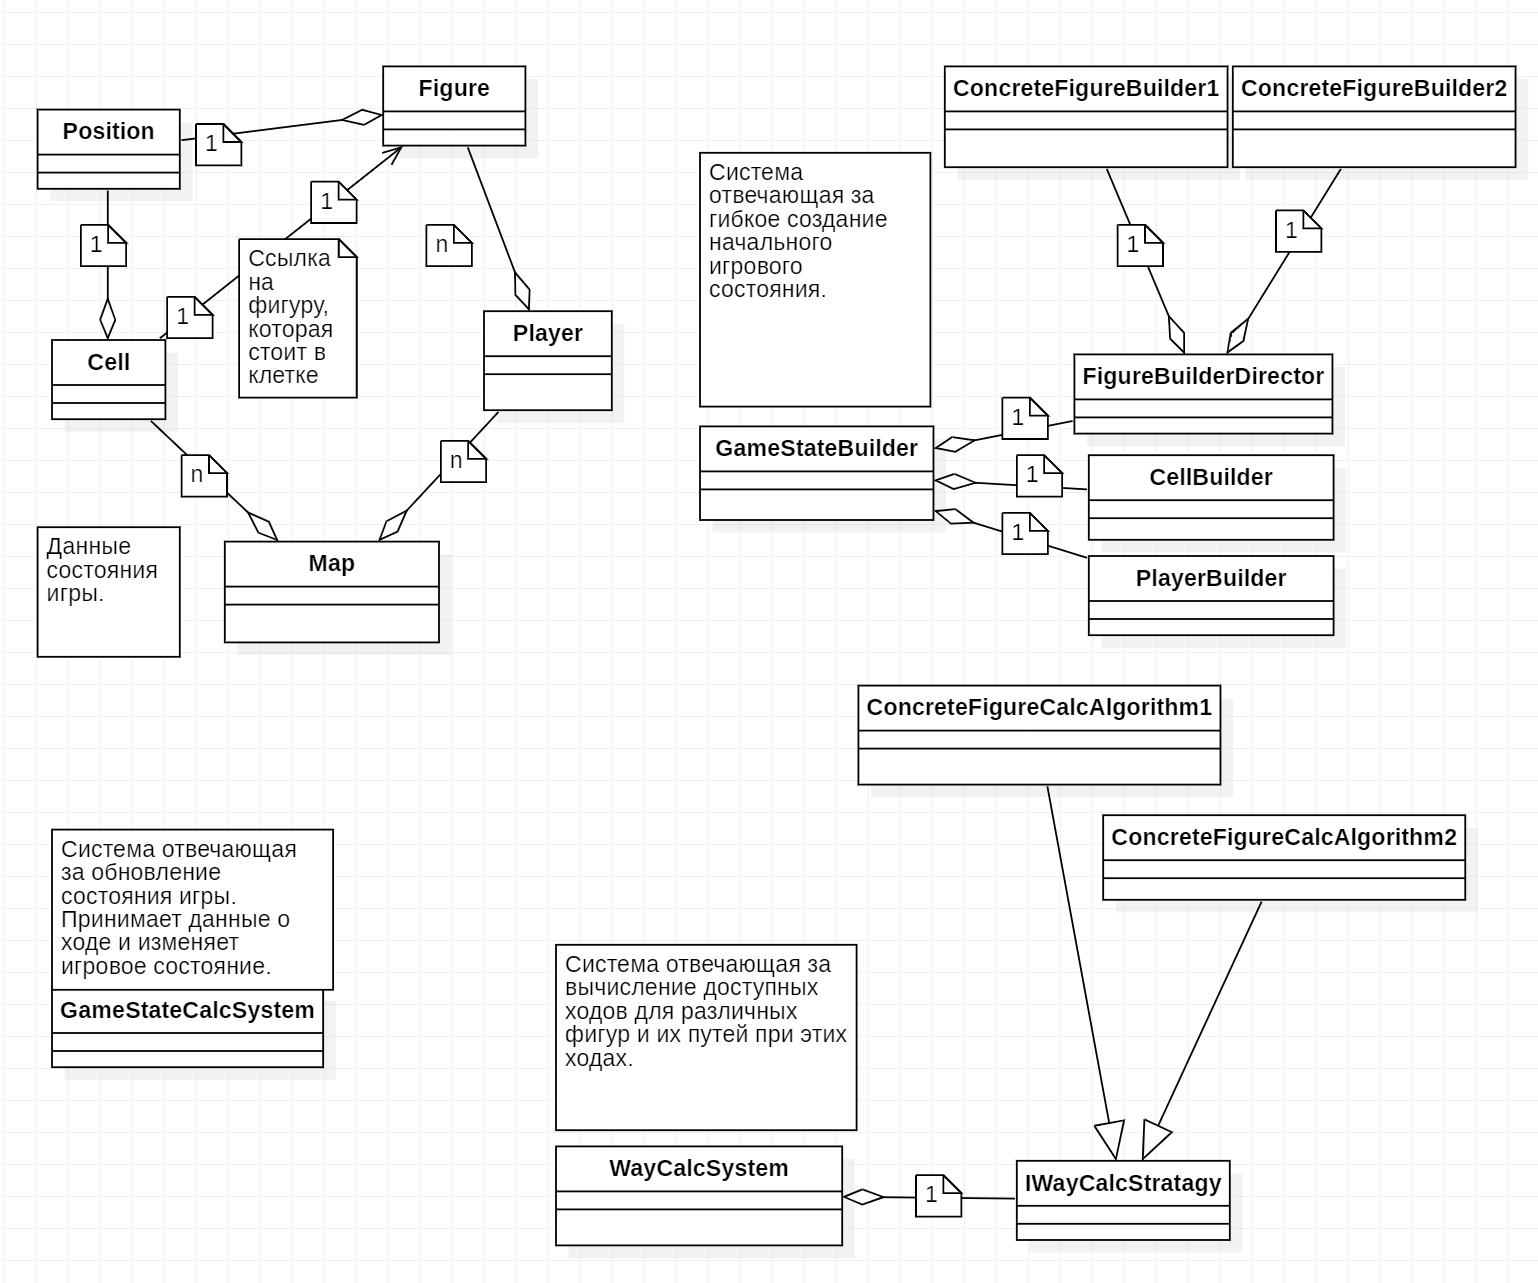 Figure
ConcreteFigureBuilder1
ConcreteFigureBuilder2
Position
1
1
n
1
1
Ссылка
на
фигуру,
которая
стоит в
клетке
1
Cell
Player
n
n
Map
Данные
состояния
игры.
Система
отвечающая за
гибкое создание
начального
игрового
состояния.
1
1
FigureBuilderDirector
1
GameStateBuilder
1
CellBuilder
1
PlayerBuilder
ConcreteFigureCalcAlgorithm1
ConcreteFigureCalcAlgorithm2
Система отвечающая
за обновление
состояния игры.
Принимает данные о
ходе и изменяет
игровое состояние.
GameStateCalcSystem
Система отвечающая за
вычисление доступных
ходов для различных
фигур и их путей при этих
ходах.
WayCalcSystem
1
IWayCalcStratagy